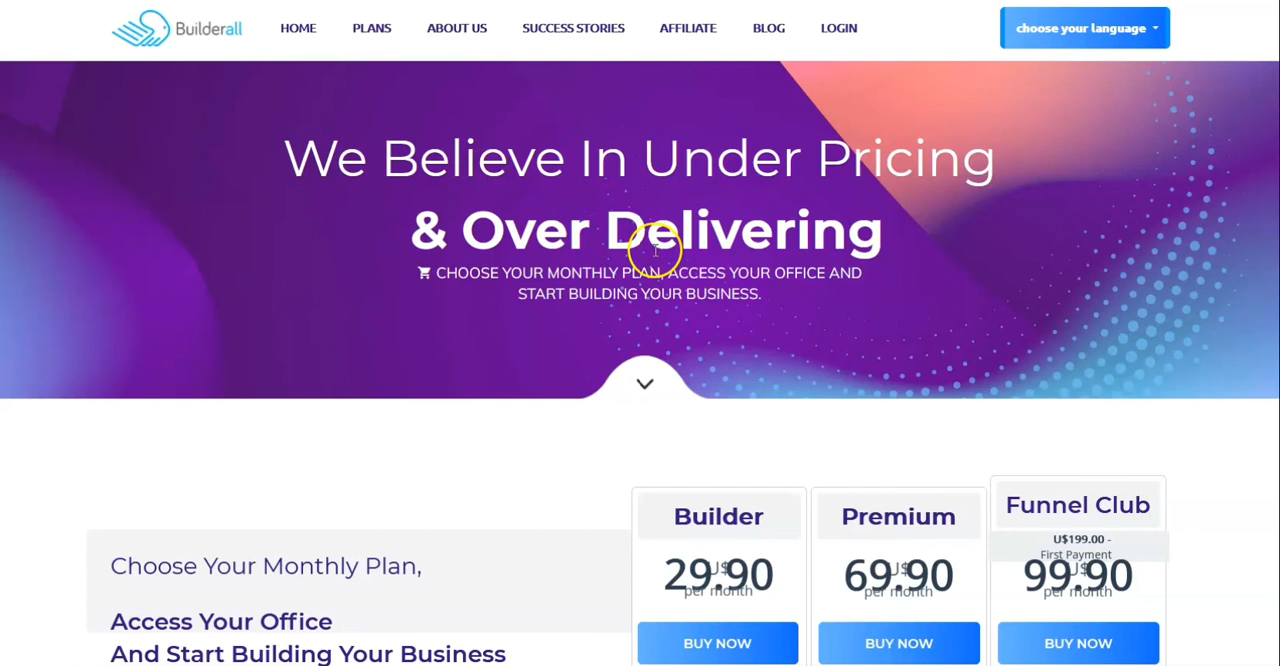 Builderall
HOME PLANS ABOUT US SUCCESS STORIES AFFILIATE BLOG LOGIN
choose your language
We Believe In Under Pricing
& Over Delivering
CHOOSE YOUR MONTHLY PLAN, ACCESS YOUR OFFICE AND
START BUILDING YOUR BUSINESS.
Choose Your Monthly Plan,
Access Your Office
And Start Building Your Business
Builder
U$
29.90
per month
BUY NOW
Premium
U$
69.90
per month
BUY NOW
Funnel Club
U$199.00 -
First Payment
U$
99.90
per month
BUY NOW